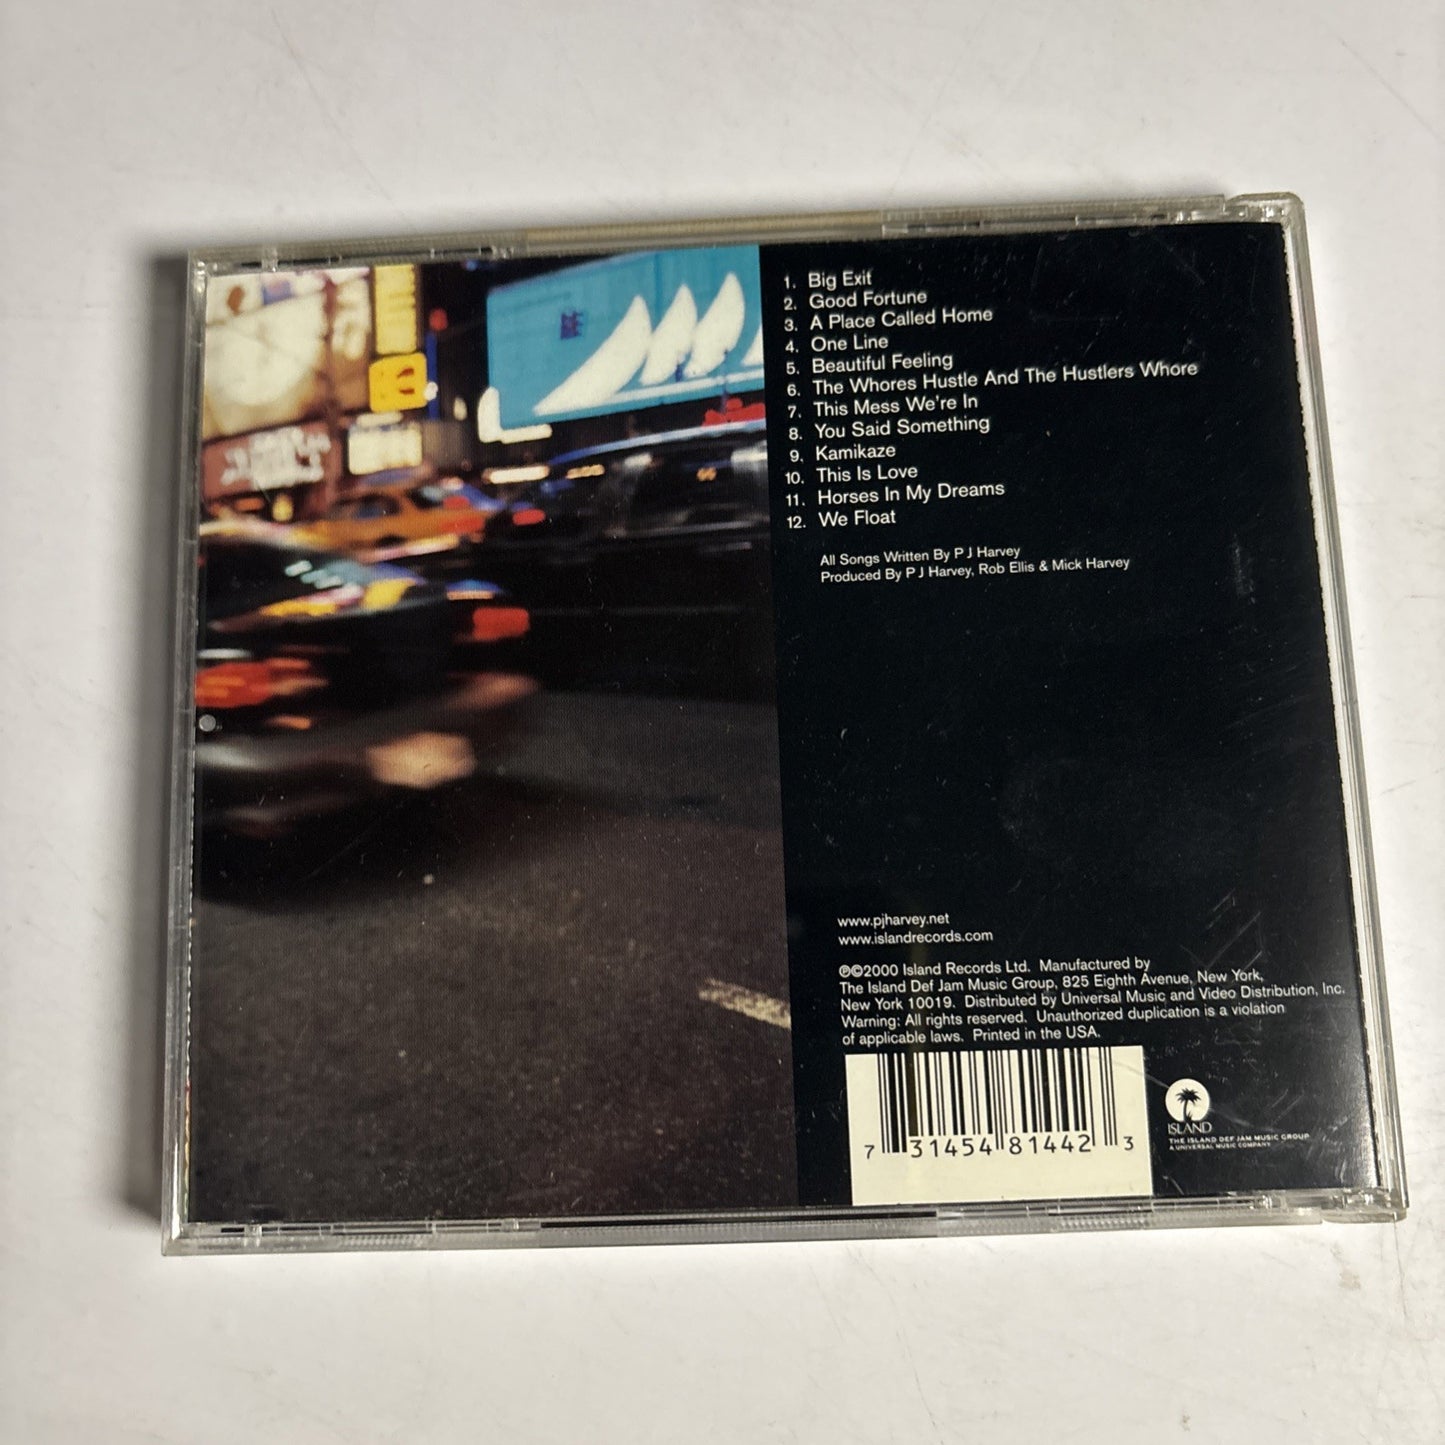 1. Big Exit
2. Good Fortune
3. A Place Called Home
4. One Line
5. Beautiful Feeling
6. The Whores Hustle And The Hustlers Whore
7. This Mess We're In
8. You Said Something
9. Kamikaze
10. This Is Love
11. Horses In My Dreams
12. We Float
All Songs Written By P J Harvey
Produced By P J Harvey, Rob Ellis & Mick Harvey
www.pjharvey.net
www.islandrecords.com
℗©2000 Island Records Ltd. Manufactured by
The Island Def Jam Music Group, 825 Eighth Avenue, New York,
New York 10019. Distributed by Universal Music and Video Distribution, Inc.
Warning: All rights reserved. Unauthorized duplication is a violation
of applicable laws. Printed in the USA.
7 31454 81442 3
ISLAND
THE ISLAND DEF JAM MUSIC GROUP
A UNIVERSAL MUSIC COMPANY